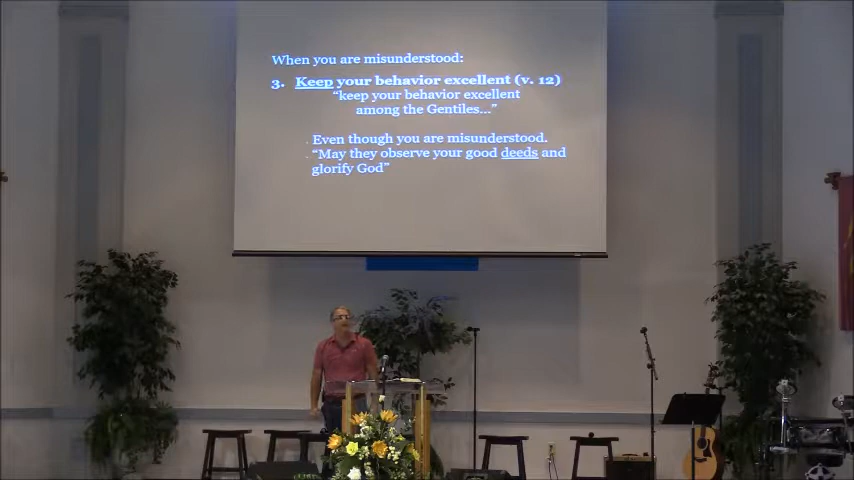 When you are misunderstood:
3. Keep your behavior excellent (v. 12)
“keep your behavior excellent
among the Gentiles...”
Even though you are misunderstood.
“May they observe your good deeds and
glorify God”